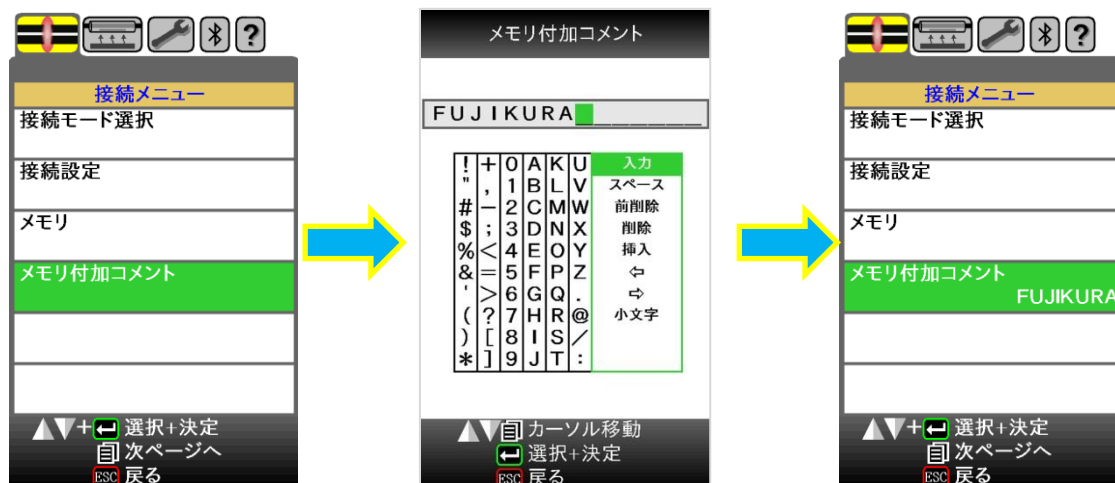 ?
接続メニュー
接続モード選択
接続設定
メモリ
メモリ付加コメント
+ 選択+決定
次ページへ
ESC 戻る
メモリ付加コメント
FUJIKURA
! + 0 A K U 入力
" , 1 B L V スペース
# − 2 C M W 前削除
$ ; 3 D N X 削除
% < 4 E O Y 挿入
& = 5 F P Z ⇦
' > 6 G Q . ⇨
( ? 7 H R @ 小文字
) [ 8 I S /
* ] 9 J T :
カーソル移動
選択+決定
ESC 戻る
?
接続メニュー
接続モード選択
接続設定
メモリ
メモリ付加コメント
FUJIKURA
+ 選択+決定
次ページへ
ESC 戻る